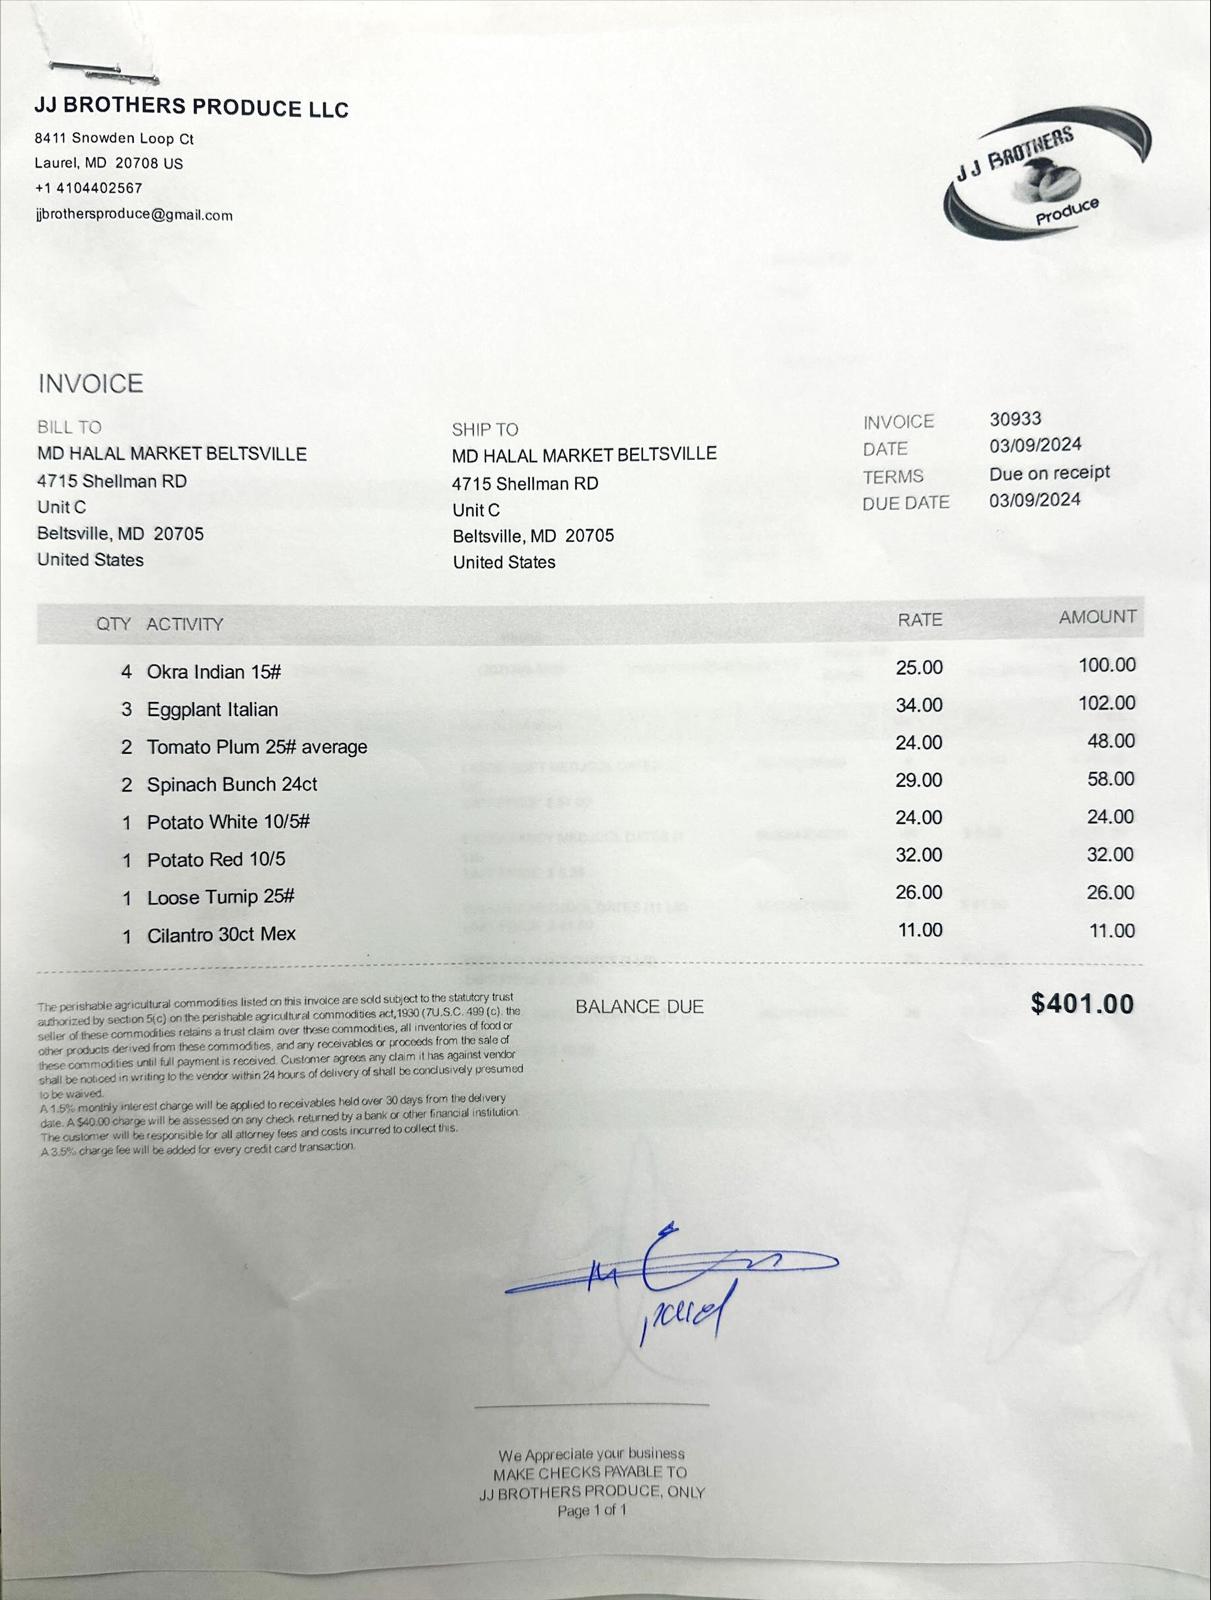 JJ BROTHERS PRODUCE LLC
8411 Snowden Loop Ct
Laurel, MD 20708 US
+1 4104402567
jjbrothersproduce@gmail.com
JJ BROTHERS
Produce
INVOICE
BILL TO
MD HALAL MARKET BELTSVILLE
4715 Shellman RD
Unit C
Beltsville, MD 20705
United States
SHIP TO
MD HALAL MARKET BELTSVILLE
4715 Shellman RD
Unit C
Beltsville, MD 20705
United States
INVOICE 30933
DATE 03/09/2024
TERMS Due on receipt
DUE DATE 03/09/2024
QTY ACTIVITY RATE AMOUNT
4 Okra Indian 15# 25.00 100.00
3 Eggplant Italian 34.00 102.00
2 Tomato Plum 25# average 24.00 48.00
2 Spinach Bunch 24ct 29.00 58.00
1 Potato White 10/5# 24.00 24.00
1 Potato Red 10/5 32.00 32.00
1 Loose Turnip 25# 26.00 26.00
1 Cilantro 30ct Mex 11.00 11.00
The perishable agricultural commodities listed on this invoice are sold subject to the statutory trust
authorized by section 5(c) on the perishable agricultural commodities act,1930 (7U.S.C. 499 (c). the
seller of these commodities retains a trust claim over these commodities, all inventories of food or
other products derived from these commodities, and any receivables or proceeds from the sale of
these commodities until full payment is received. Customer agrees any claim it has against vendor
shall be noticed in writing to the vendor within 24 hours of delivery of shall be conclusively presumed
to be waived.
A 1.5% monthly interest charge will be applied to receivables held over 30 days from the delivery
date. A $40.00 charge will be assessed on any check returned by a bank or other financial institution.
The customer will be responsible for all attorney fees and costs incurred to collect this.
A 3.5% charge fee will be added for every credit card transaction.
BALANCE DUE $401.00
paid
We Appreciate your business
MAKE CHECKS PAYABLE TO
JJ BROTHERS PRODUCE, ONLY
Page 1 of 1